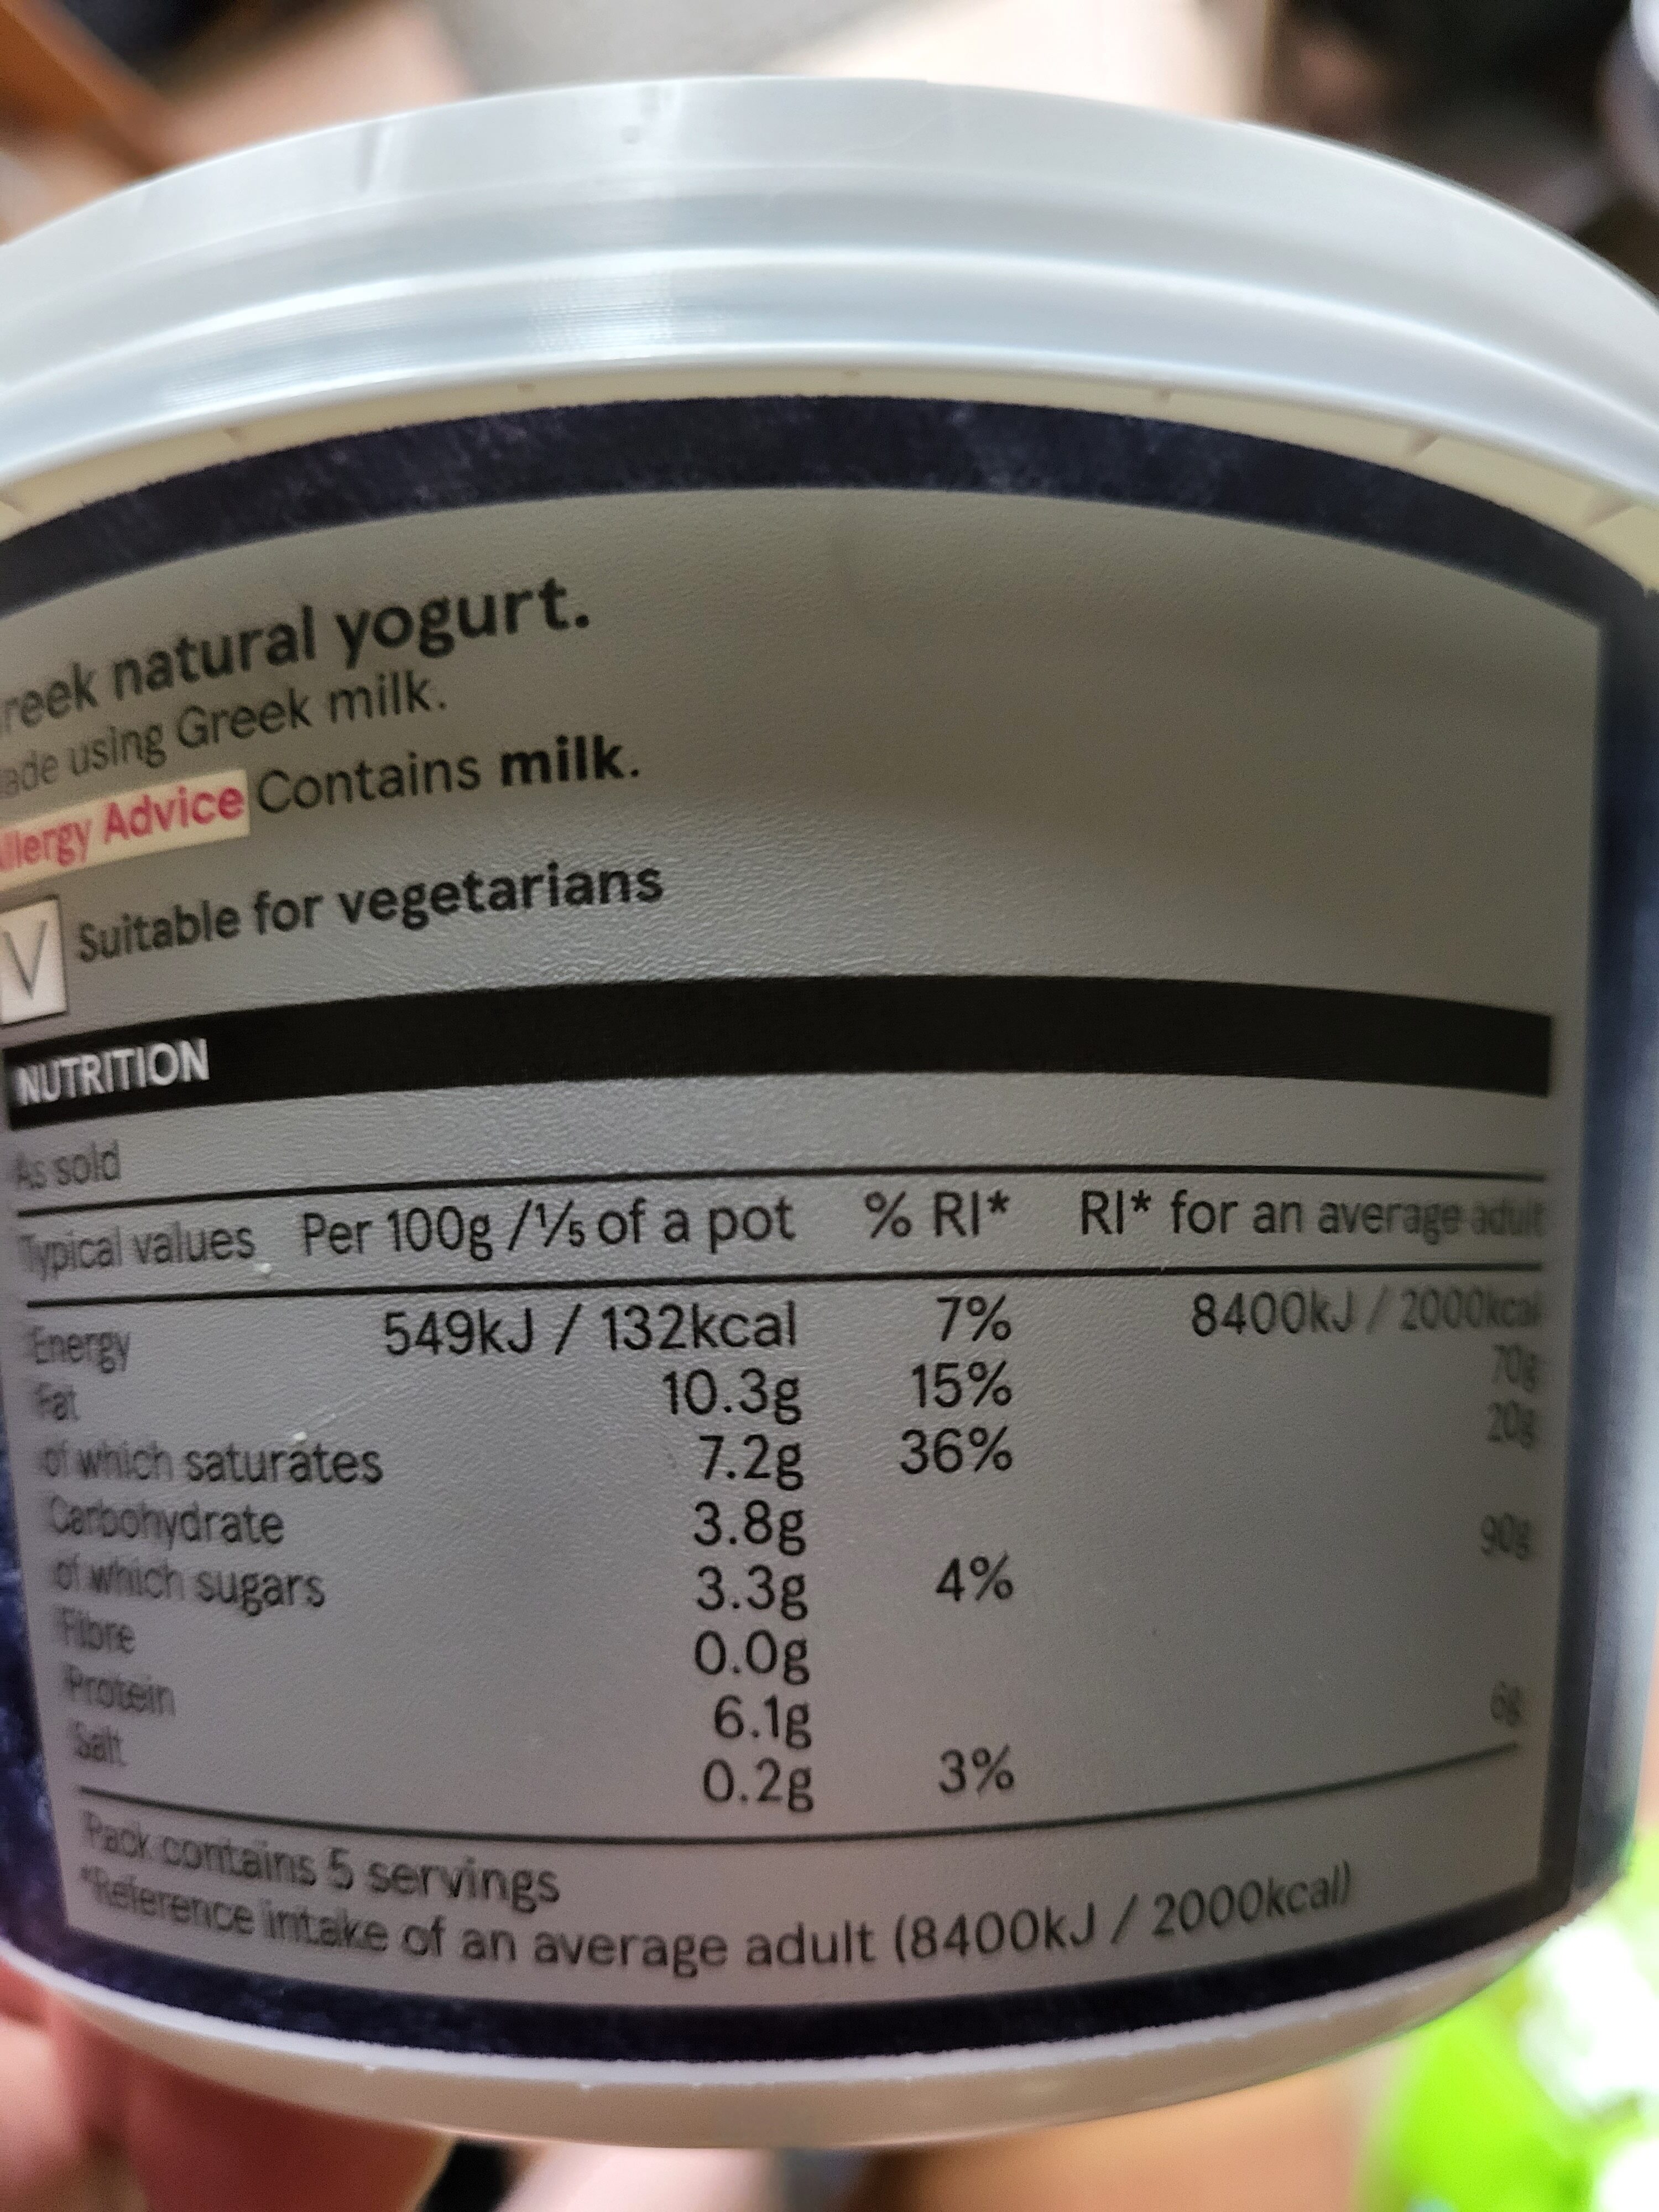 reek natural yogurt.
ade using Greek milk.
llergy Advice Contains milk.
V Suitable for vegetarians
NUTRITION
As sold
Typical values Per 100g /⅕ of a pot % RI* RI* for an average adult
Energy 549kJ / 132kcal 7% 8400kJ / 2000kcal
Fat 10.3g 15% 70g
of which saturates 7.2g 36% 20g
Carbohydrate 3.8g
of which sugars 3.3g 4% 90g
Fibre 0.0g
Protein 6.1g
Salt 0.2g 3% 6g
Pack contains 5 servings
*Reference intake of an average adult (8400kJ / 2000kcal)